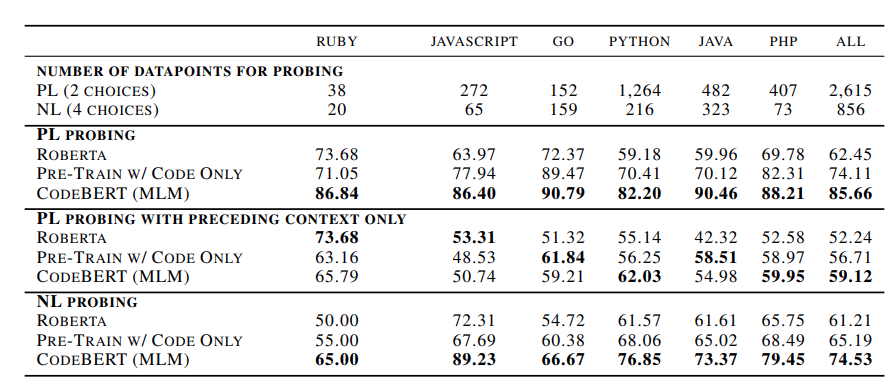 RUBY JAVASCRIPT GO PYTHON JAVA PHP ALL
NUMBER OF DATAPOINTS FOR PROBING
PL (2 CHOICES) 38 272 152 1,264 482 407 2,615
NL (4 CHOICES) 20 65 159 216 323 73 856
PL PROBING
ROBERTA 73.68 63.97 72.37 59.18 59.96 69.78 62.45
PRE-TRAIN W/ CODE ONLY 71.05 77.94 89.47 70.41 70.12 82.31 74.11
CODEBERT (MLM) 86.84 86.40 90.79 82.20 90.46 88.21 85.66
PL PROBING WITH PRECEDING CONTEXT ONLY
ROBERTA 73.68 53.31 51.32 55.14 42.32 52.58 52.24
PRE-TRAIN W/ CODE ONLY 63.16 48.53 61.84 56.25 58.51 58.97 56.71
CODEBERT (MLM) 65.79 50.74 59.21 62.03 54.98 59.95 59.12
NL PROBING
ROBERTA 50.00 72.31 54.72 61.57 61.61 65.75 61.21
PRE-TRAIN W/ CODE ONLY 55.00 67.69 60.38 68.06 65.02 68.49 65.19
CODEBERT (MLM) 65.00 89.23 66.67 76.85 73.37 79.45 74.53